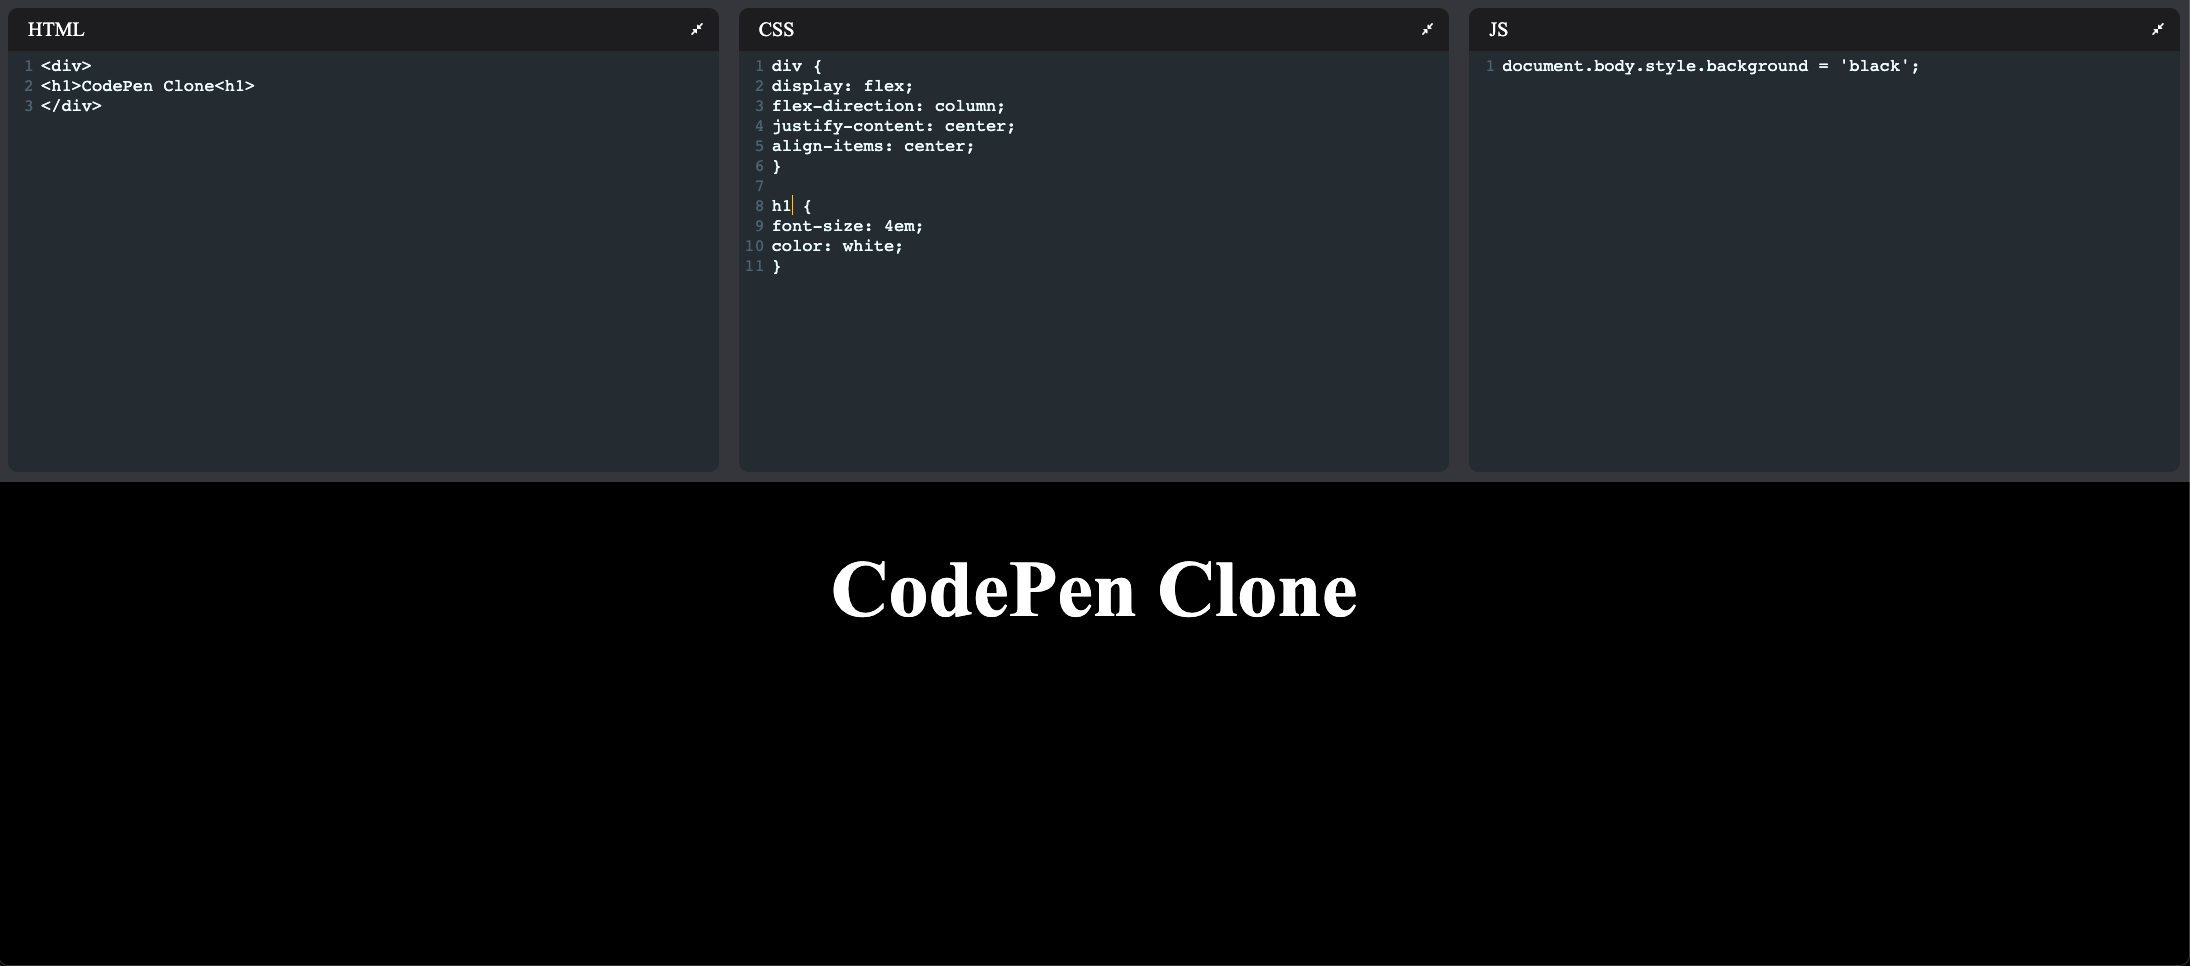 HTML
1 <div>
2 <h1>CodePen Clone<h1>
3 </div>
CSS
1 div {
2 display: flex;
3 flex-direction: column;
4 justify-content: center;
5 align-items: center;
6 }
7
8 h1 {
9 font-size: 4em;
10 color: white;
11 }
JS
1 document.body.style.background = 'black';
CodePen Clone